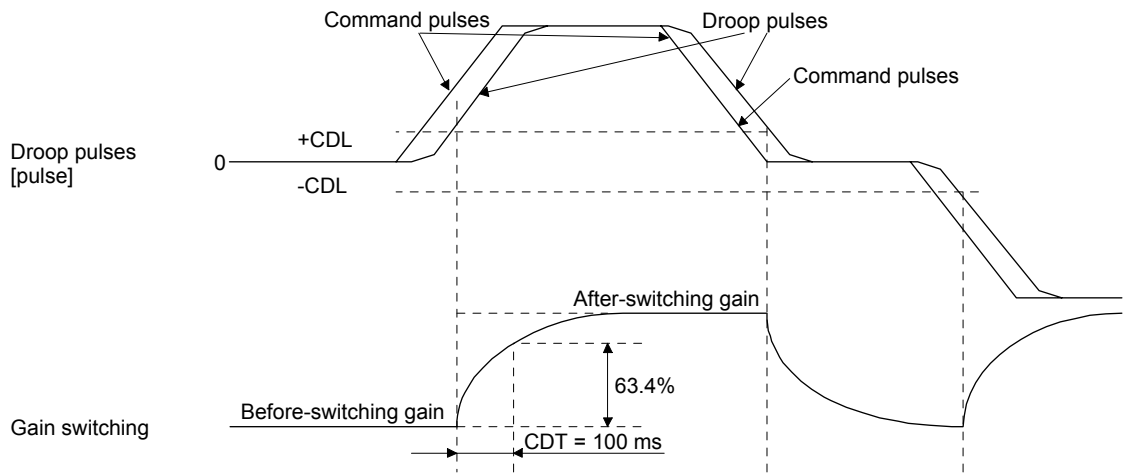 Command pulses
Droop pulses
Command pulses
+CDL
Droop pulses
[pulse]
0
-CDL
After-switching gain
63.4%
Before-switching gain
Gain switching
CDT = 100 ms